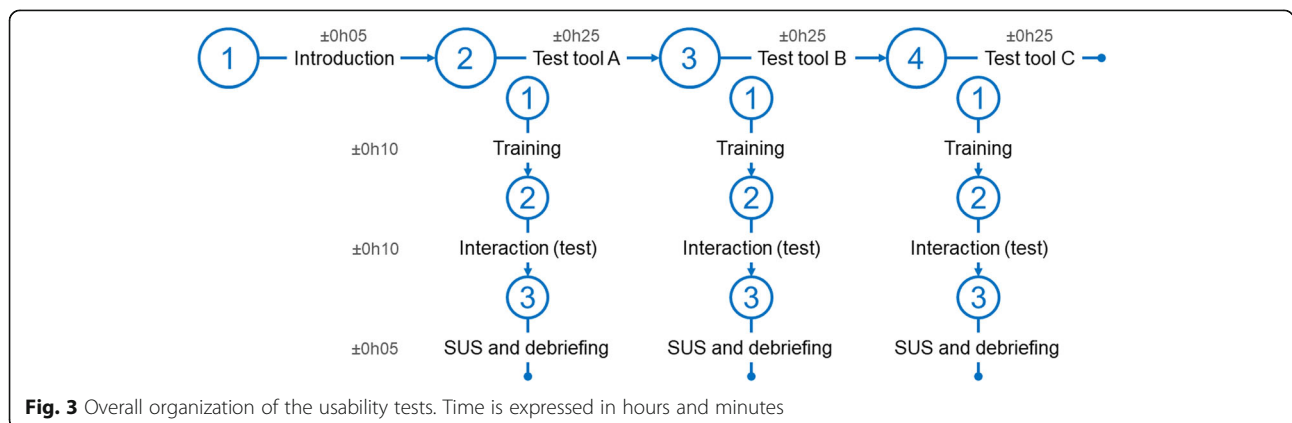 ±0h05 ±0h25 ±0h25 ±0h25
1 Introduction 2 Test tool A 3 Test tool B 4 Test tool C
1 1 1
±0h10 Training Training Training
2 2 2
±0h10 Interaction (test) Interaction (test) Interaction (test)
3 3 3
±0h05 SUS and debriefing SUS and debriefing SUS and debriefing
Fig. 3 Overall organization of the usability tests. Time is expressed in hours and minutes